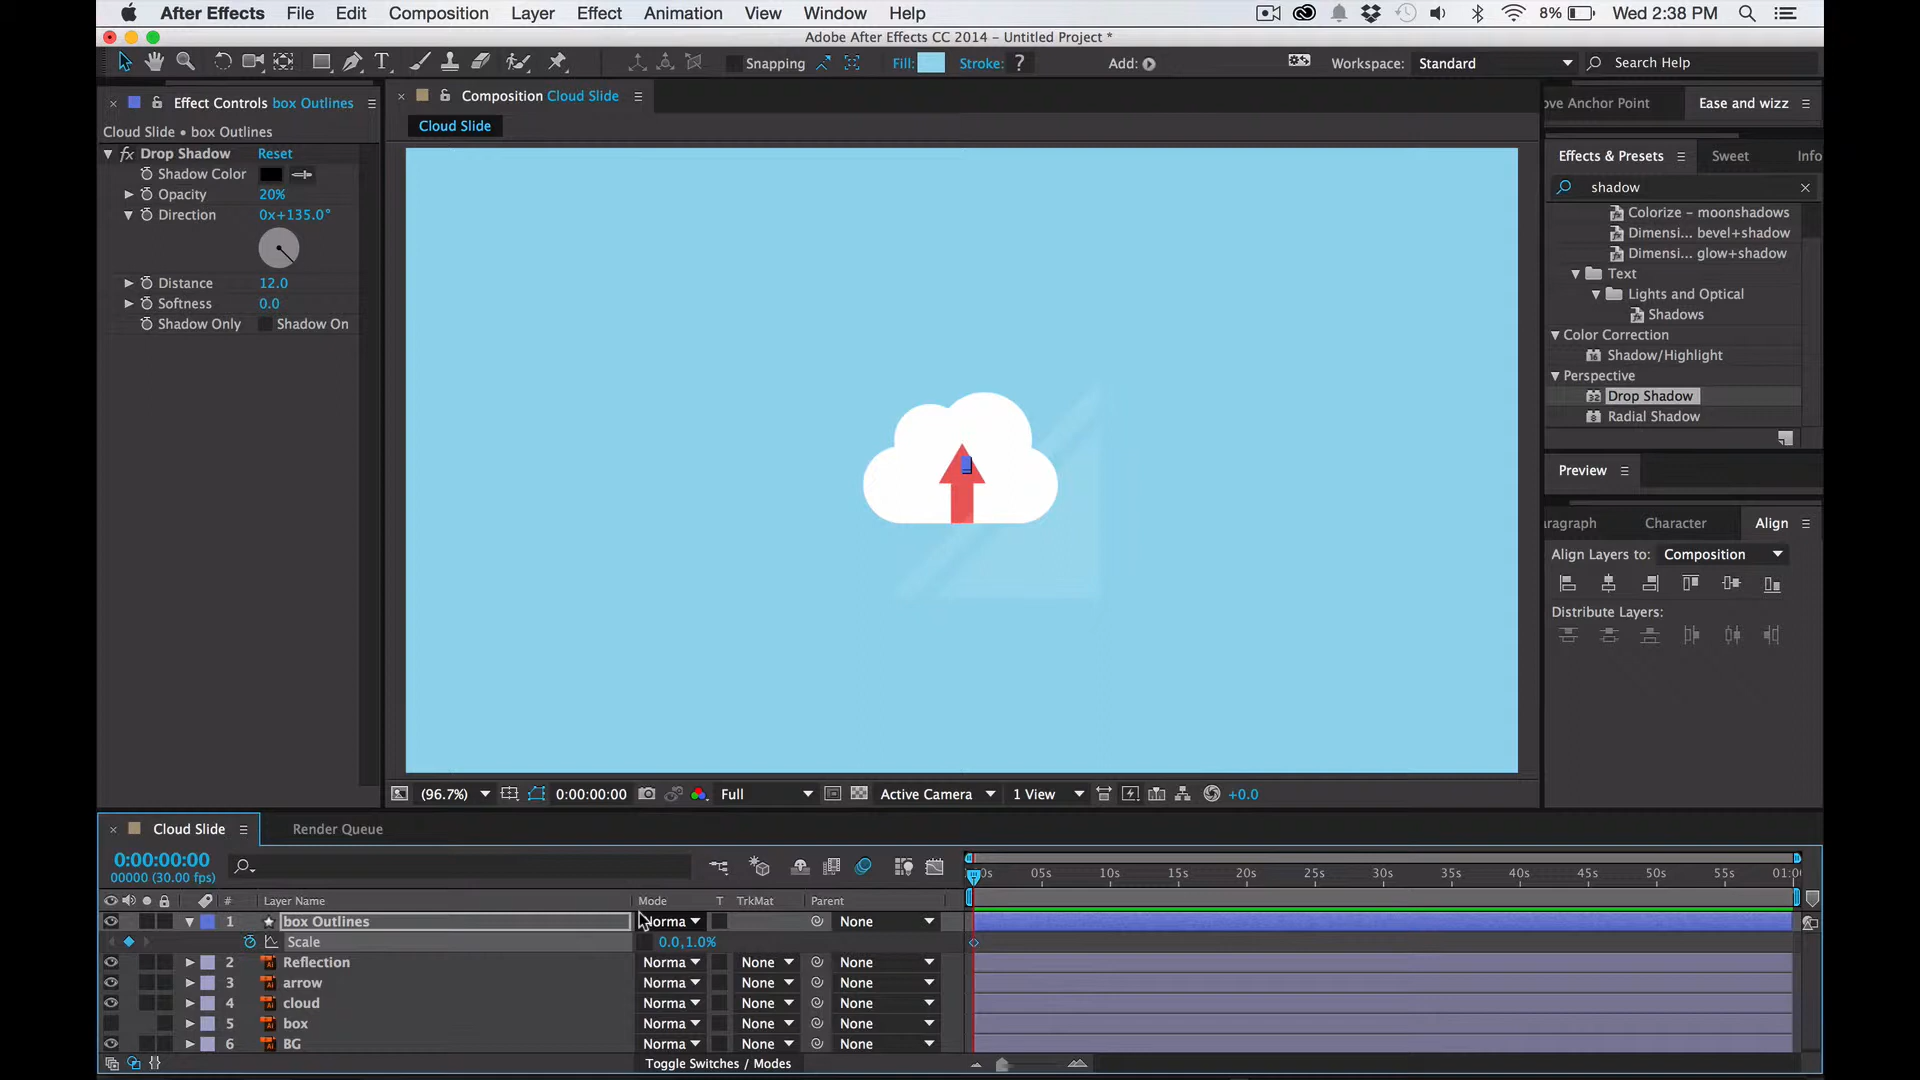 After Effects File Edit Composition Layer Effect Animation View Window Help 8% Wed 2:38 PM
Adobe After Effects CC 2014 – Untitled Project *
Snapping Fill: Stroke: ? Add: Workspace: Standard Search Help
Effect Controls box Outlines
Composition Cloud Slide
ove Anchor Point Ease and wizz
Cloud Slide • box Outlines
Cloud Slide
fx Drop Shadow Reset
Shadow Color
Opacity 20%
Direction 0x+135.0°
Distance 12.0
Softness 0.0
Shadow Only Shadow On
Effects & Presets Sweet Info
shadow
Colorize – moonshadows
Dimensi... bevel+shadow
Dimensi... glow+shadow
Text
Lights and Optical
Shadows
Color Correction
Shadow/Highlight
Perspective
Drop Shadow
Radial Shadow
Preview
aragraph Character Align
Align Layers to: Composition
Distribute Layers:
(96.7%) 0:00:00:00 Full Active Camera 1 View +0.0
Cloud Slide Render Queue
0:00:00:00
00000 (30.00 fps)
0s 05s 10s 15s 20s 25s 30s 35s 40s 45s 50s 55s 01:0
# Layer Name Mode T TrkMat Parent
1 box Outlines Norma None
Scale 0.0,1.0%
2 Reflection Norma None None
3 arrow Norma None None
4 cloud Norma None None
5 box Norma None None
6 BG Norma None None
Toggle Switches / Modes